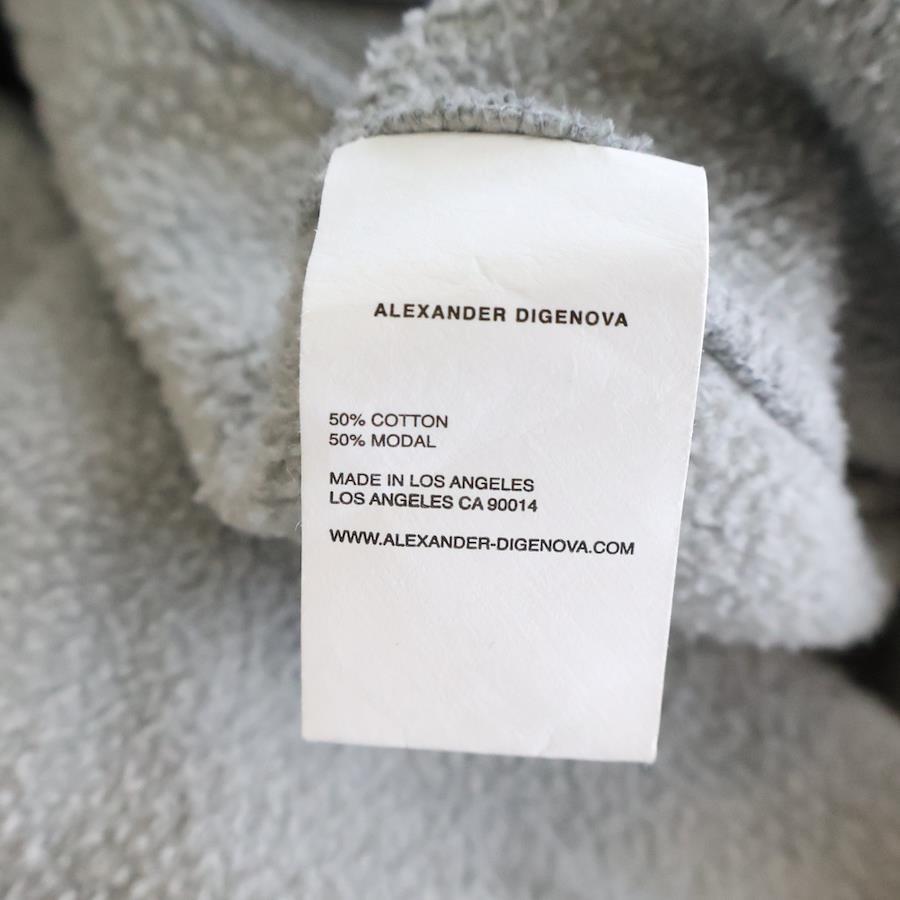 ALEXANDER DIGENOVA
50% COTTON
50% MODAL
MADE IN LOS ANGELES
LOS ANGELES CA 90014
WWW.ALEXANDER-DIGENOVA.COM